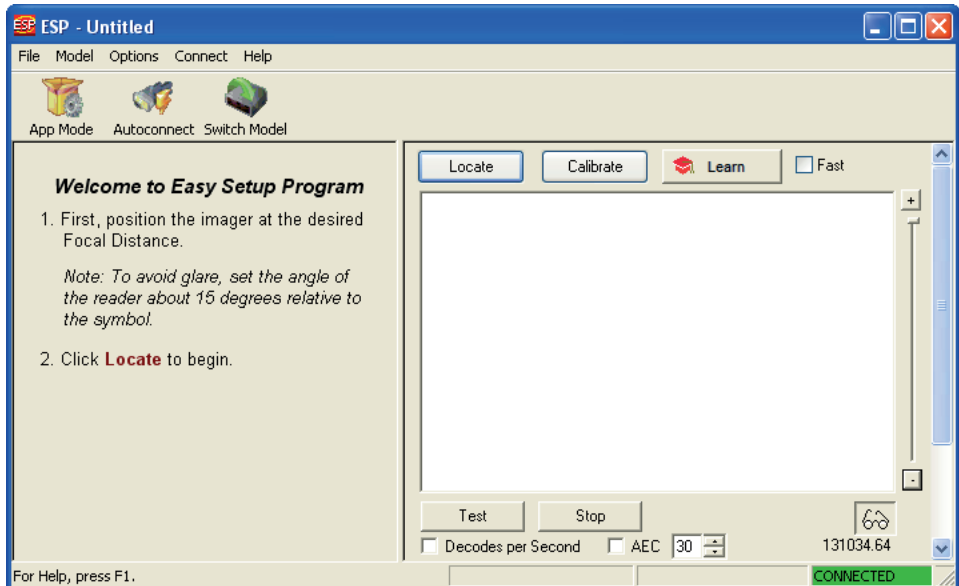 ESP - Untitled
File Model Options Connect Help
App Mode Autoconnect Switch Model
Welcome to Easy Setup Program
1. First, position the imager at the desired
Focal Distance.
Note: To avoid glare, set the angle of
the reader about 15 degrees relative to
the symbol.
2. Click Locate to begin.
Locate Calibrate Learn Fast
+
-
Test Stop
Decodes per Second AEC 30
131034.64
For Help, press F1.
CONNECTED